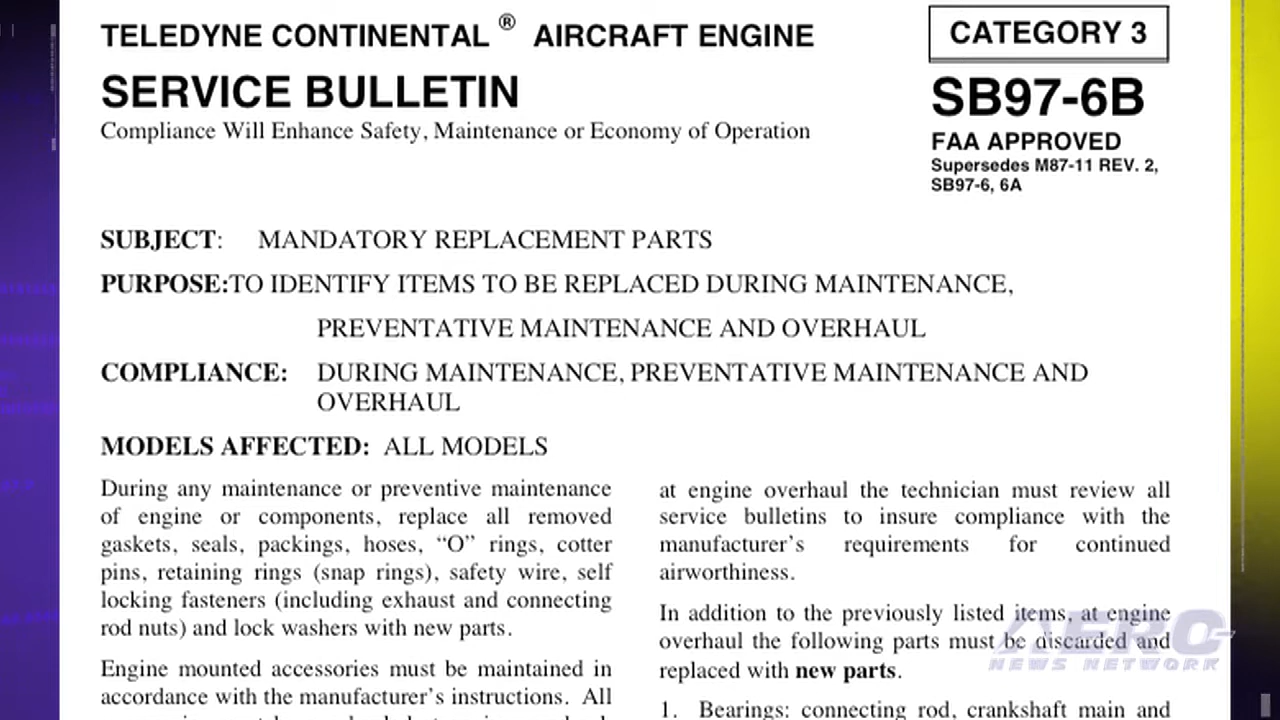 TELEDYNE CONTINENTAL ® AIRCRAFT ENGINE
SERVICE BULLETIN
Compliance Will Enhance Safety, Maintenance or Economy of Operation
CATEGORY 3
SB97-6B
FAA APPROVED
Supersedes M87-11 REV. 2,
SB97-6, 6A
SUBJECT: MANDATORY REPLACEMENT PARTS
PURPOSE:TO IDENTIFY ITEMS TO BE REPLACED DURING MAINTENANCE,
PREVENTATIVE MAINTENANCE AND OVERHAUL
COMPLIANCE: DURING MAINTENANCE, PREVENTATIVE MAINTENANCE AND
OVERHAUL
MODELS AFFECTED: ALL MODELS
During any maintenance or preventive maintenance
of engine or components, replace all removed
gaskets, seals, packings, hoses, “O” rings, cotter
pins, retaining rings (snap rings), safety wire, self
locking fasteners (including exhaust and connecting
rod nuts) and lock washers with new parts.
Engine mounted accessories must be maintained in
accordance with the manufacturer’s instructions. All
at engine overhaul the technician must review all
service bulletins to insure compliance with the
manufacturer’s requirements for continued
airworthiness.
In addition to the previously listed items, at engine
overhaul the following parts must be discarded and
replaced with new parts.
1. Bearings: connecting rod, crankshaft main and
AERO
NEWS NETWORK